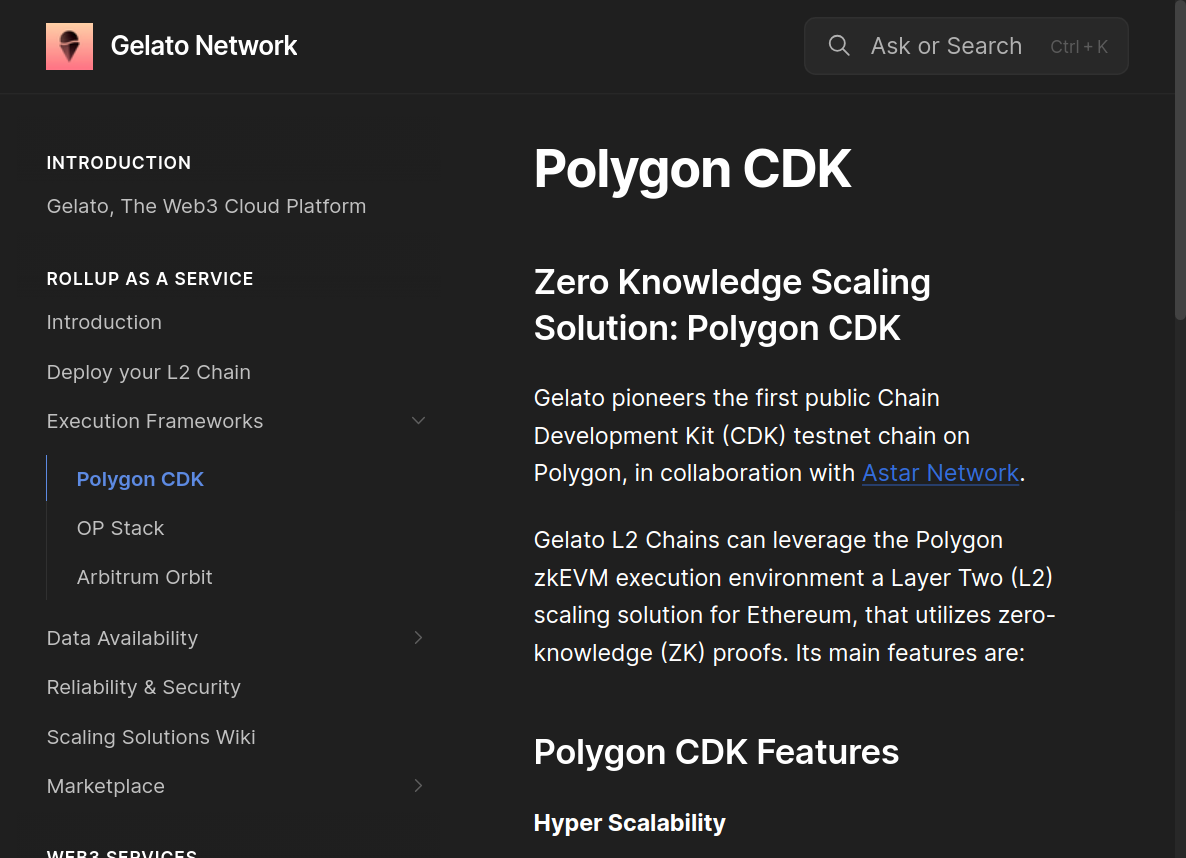 Gelato Network
Ask or Search Ctrl + K
INTRODUCTION
Gelato, The Web3 Cloud Platform
ROLLUP AS A SERVICE
Introduction
Deploy your L2 Chain
Execution Frameworks
Polygon CDK
OP Stack
Arbitrum Orbit
Data Availability
Reliability & Security
Scaling Solutions Wiki
Marketplace
WEB3 SERVICES
Polygon CDK
Zero Knowledge Scaling
Solution: Polygon CDK
Gelato pioneers the first public Chain
Development Kit (CDK) testnet chain on
Polygon, in collaboration with Astar Network.
Gelato L2 Chains can leverage the Polygon
zkEVM execution environment a Layer Two (L2)
scaling solution for Ethereum, that utilizes zero-
knowledge (ZK) proofs. Its main features are:
Polygon CDK Features
Hyper Scalability